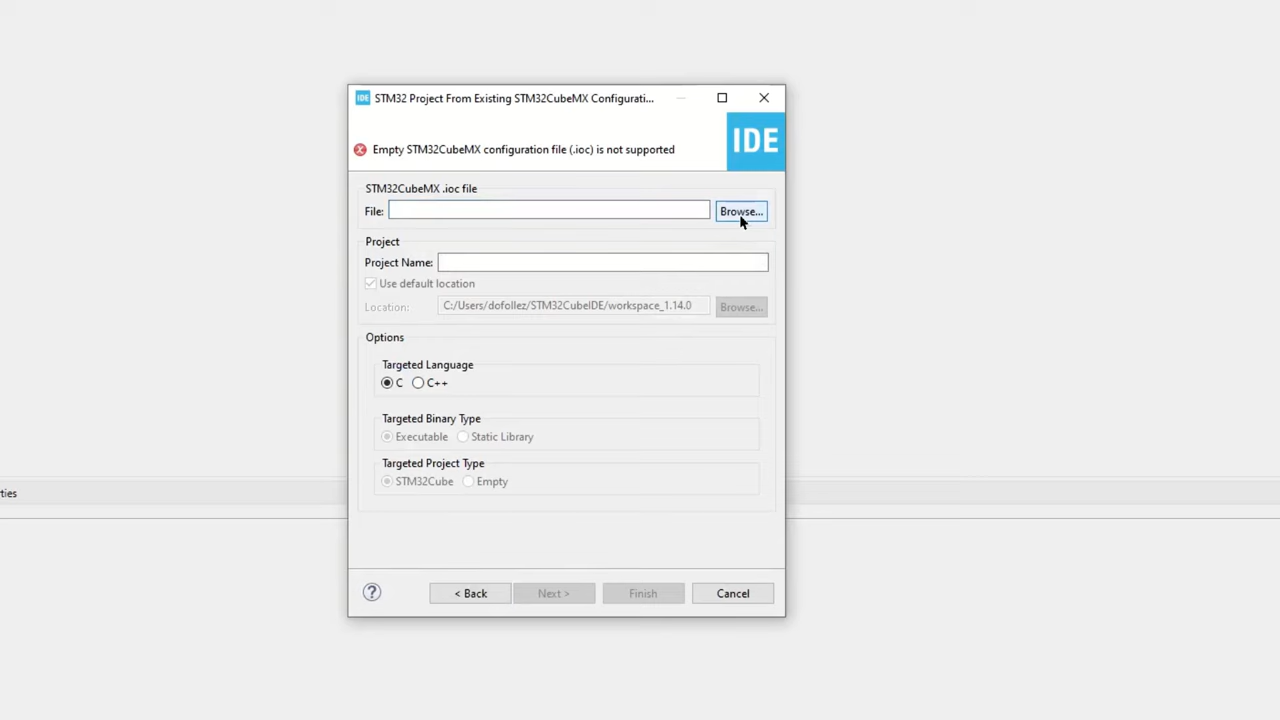 IDE STM32 Project From Existing STM32CubeMX Configurati...
Empty STM32CubeMX configuration file (.ioc) is not supported
IDE
STM32CubeMX .ioc file
File:
Browse...
Project
Project Name:
Use default location
Location: C:/Users/dofollez/STM32CubeIDE/workspace_1.14.0 Browse...
Options
Targeted Language
C C++
Targeted Binary Type
Executable Static Library
Targeted Project Type
STM32Cube Empty
rties
? < Back Next > Finish Cancel